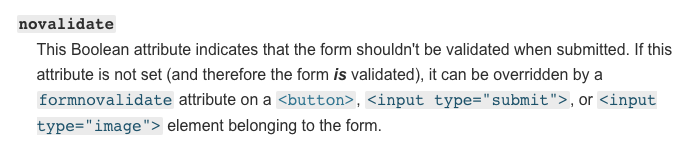 novalidate
This Boolean attribute indicates that the form shouldn't be validated when submitted. If this
attribute is not set (and therefore the form is validated), it can be overridden by a
formnovalidate attribute on a <button>, <input type="submit">, or <input
type="image"> element belonging to the form.